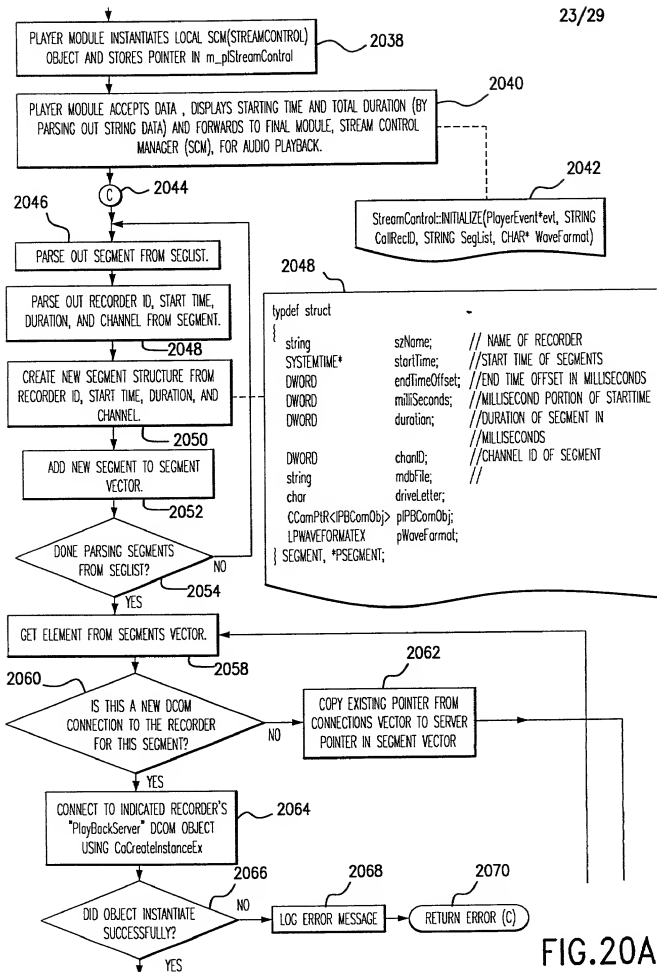 23/29
PLAYER MODULE INSTANTIATES LOCAL SCM(STREAMCONTROL)
OBJECT AND STORES POINTER IN m_plStreamControl
2038
2040
PLAYER MODULE ACCEPTS DATA , DISPLAYS STARTING TIME AND TOTAL DURATION (BY
PARSING OUT STRING DATA) AND FORWARDS TO FINAL MODULE, STREAM CONTROL
MANAGER (SCM), FOR AUDIO PLAYBACK.
C
2044
2042
StreamControl::INITIALIZE(PlayerEvent*evt, STRING
CallRecID, STRING SegList, CHAR* WaveFormat)
2046
PARSE OUT SEGMENT FROM SEGLIST.
PARSE OUT RECORDER ID, START TIME,
DURATION, AND CHANNEL FROM SEGMENT.
2048
CREATE NEW SEGMENT STRUCTURE FROM
RECORDER ID, START TIME, DURATION, AND
CHANNEL.
2050
ADD NEW SEGMENT TO SEGMENT
VECTOR.
2052
DONE PARSING SEGMENTS
FROM SEGLIST?
NO
2054
YES
2048
typdef struct
{
string szName; // NAME OF RECORDER
SYSTEMTIME* startTime; //START TIME OF SEGMENTS
DWORD endTimeOffset; //END TIME OFFSET IN MILLISECONDS
DWORD milliSeconds; //MILLISECOND PORTION OF STARTTIME
DWORD duration; //DURATION OF SEGMENT IN
//MILLISECONDS
DWORD chanID; //CHANNEL ID OF SEGMENT
string mdbFile; //
char driveLetter;
CComPtR<IPBComObj> pIPBComObj;
LPWAVEFORMATEX pWaveFormat;
} SEGMENT, *PSEGMENT;
GET ELEMENT FROM SEGMENTS VECTOR.
2058
2060
IS THIS A NEW DCOM
CONNECTION TO THE RECORDER
FOR THIS SEGMENT?
NO
YES
2062
COPY EXISTING POINTER FROM
CONNECTIONS VECTOR TO SERVER
POINTER IN SEGMENT VECTOR
CONNECT TO INDICATED RECORDER'S
"PlayBackServer" DCOM OBJECT
USING CoCreateInstanceEx
2064
2066
DID OBJECT INSTANTIATE
SUCCESSFULLY?
NO
YES
2068
LOG ERROR MESSAGE
2070
RETURN ERROR (C)
FIG.20A